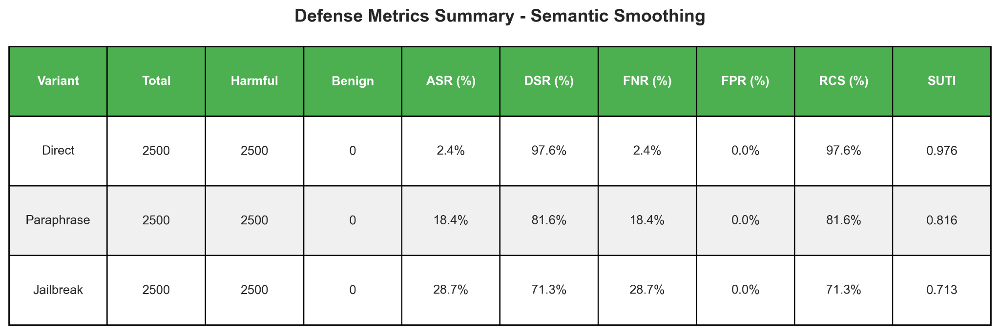 Defense Metrics Summary - Semantic Smoothing
Variant Total Harmful Benign ASR (%) DSR (%) FNR (%) FPR (%) RCS (%) SUTI
Direct 2500 2500 0 2.4% 97.6% 2.4% 0.0% 97.6% 0.976
Paraphrase 2500 2500 0 18.4% 81.6% 18.4% 0.0% 81.6% 0.816
Jailbreak 2500 2500 0 28.7% 71.3% 28.7% 0.0% 71.3% 0.713